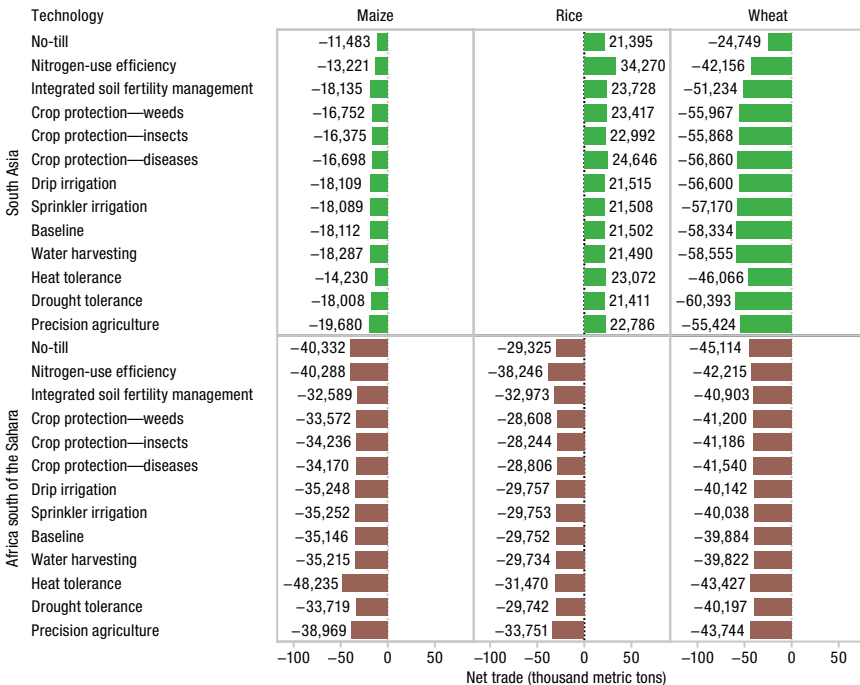 Technology Maize Rice Wheat
South Asia
No-till −11,483 21,395 −24,749
Nitrogen-use efficiency −13,221 34,270 −42,156
Integrated soil fertility management −18,135 23,728 −51,234
Crop protection—weeds −16,752 23,417 −55,967
Crop protection—insects −16,375 22,992 −55,868
Crop protection—diseases −16,698 24,646 −56,860
Drip irrigation −18,109 21,515 −56,600
Sprinkler irrigation −18,089 21,508 −57,170
Baseline −18,112 21,502 −58,334
Water harvesting −18,287 21,490 −58,555
Heat tolerance −14,230 23,072 −46,066
Drought tolerance −18,008 21,411 −60,393
Precision agriculture −19,680 22,786 −55,424
Africa south of the Sahara
No-till −40,332 −29,325 −45,114
Nitrogen-use efficiency −40,288 −38,246 −42,215
Integrated soil fertility management −32,589 −32,973 −40,903
Crop protection—weeds −33,572 −28,608 −41,200
Crop protection—insects −34,236 −28,244 −41,186
Crop protection—diseases −34,170 −28,806 −41,540
Drip irrigation −35,248 −29,757 −40,142
Sprinkler irrigation −35,252 −29,753 −40,038
Baseline −35,146 −29,752 −39,884
Water harvesting −35,215 −29,734 −39,822
Heat tolerance −48,235 −31,470 −43,427
Drought tolerance −33,719 −29,742 −40,197
Precision agriculture −38,969 −33,751 −43,744
−100 −50 0 50 −100 −50 0 50 −100 −50 0 50
Net trade (thousand metric tons)